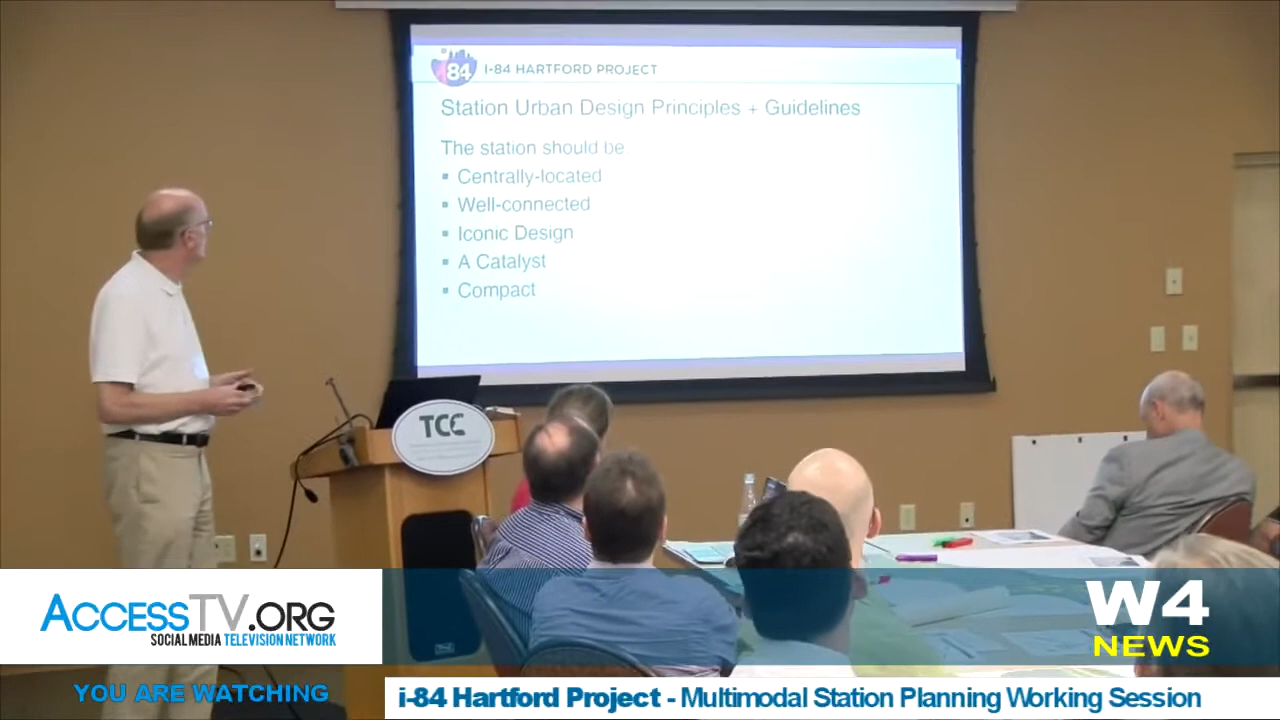 84 I-84 HARTFORD PROJECT
Station Urban Design Principles + Guidelines
The station should be
▪ Centrally-located
▪ Well-connected
▪ Iconic Design
▪ A Catalyst
▪ Compact
TCC
ACCESSTV.ORG
SOCIAL MEDIA TELEVISION NETWORK
W4
NEWS
YOU ARE WATCHING
i-84 Hartford Project - Multimodal Station Planning Working Session